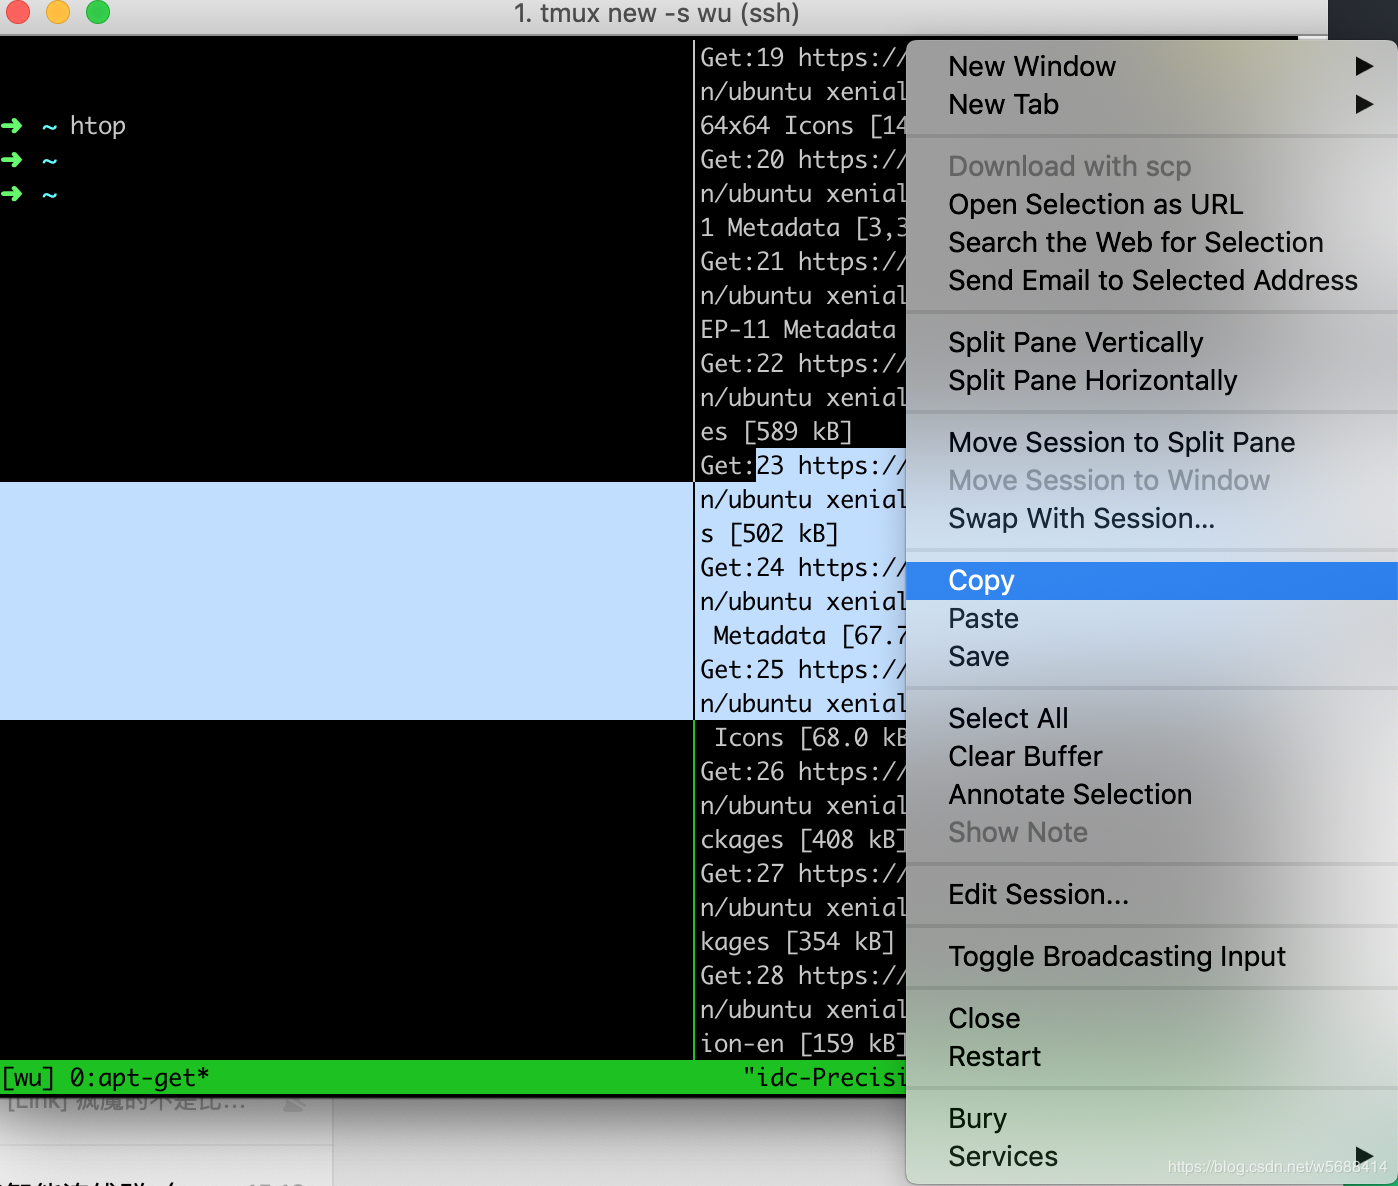 1. tmux new -s wu (ssh)
➜ ~ htop
➜ ~
➜ ~
Get:19 https://
n/ubuntu xenial
64x64 Icons [14
Get:20 https://
n/ubuntu xenial
1 Metadata [3,3
Get:21 https://
n/ubuntu xenial
EP-11 Metadata
Get:22 https://
n/ubuntu xenial
es [589 kB]
Get:23 https://
n/ubuntu xenial
s [502 kB]
Get:24 https://
n/ubuntu xenial
Metadata [67.7
Get:25 https://
n/ubuntu xenial
Icons [68.0 kB
Get:26 https://
n/ubuntu xenial
ckages [408 kB]
Get:27 https://
n/ubuntu xenial
kages [354 kB]
Get:28 https://
n/ubuntu xenial
ion-en [159 kB]
[wu] 0:apt-get* "idc-Precisi
New Window
New Tab
Download with scp
Open Selection as URL
Search the Web for Selection
Send Email to Selected Address
Split Pane Vertically
Split Pane Horizontally
Move Session to Split Pane
Move Session to Window
Swap With Session...
Copy
Paste
Save
Select All
Clear Buffer
Annotate Selection
Show Note
Edit Session...
Toggle Broadcasting Input
Close
Restart
Bury
Services
[Link] 疯魔的不是比...
https://blog.csdn.net/w5688414